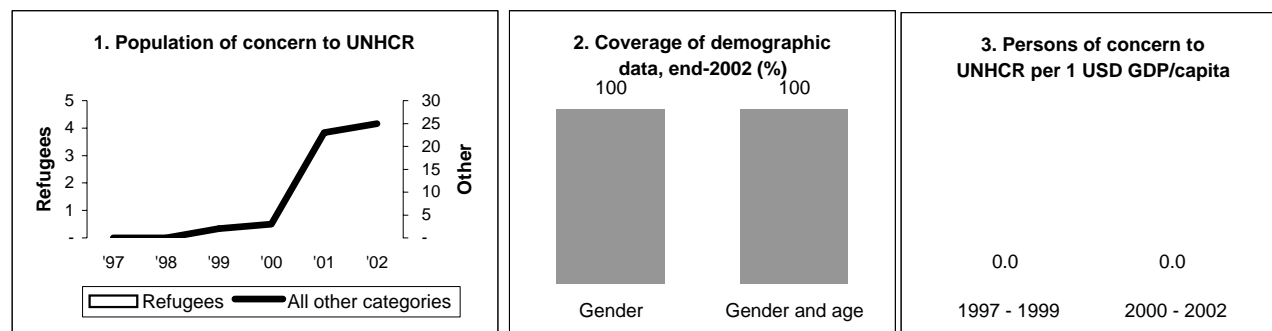 1. Population of concern to UNHCR
5
4
3
2
1
-
Refugees
30
25
20
15
10
5
-
Other
'97 '98 '99 '00 '01 '02
Refugees All other categories
2. Coverage of demographic
data, end-2002 (%)
100 100
Gender Gender and age
3. Persons of concern to
UNHCR per 1 USD GDP/capita
0.0 0.0
1997 - 1999 2000 - 2002